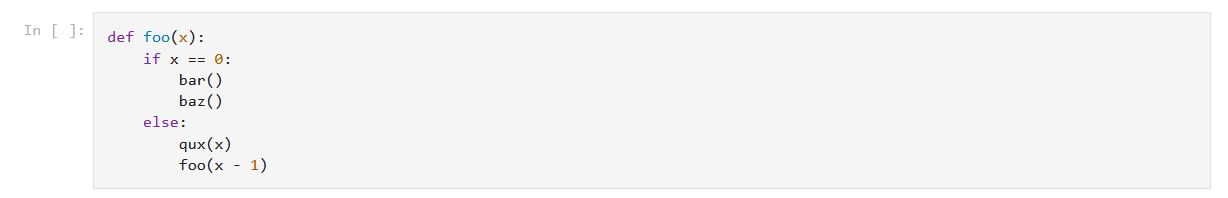 In [ ]:
def foo(x):
    if x == 0:
        bar()
        baz()
    else:
        qux(x)
        foo(x - 1)